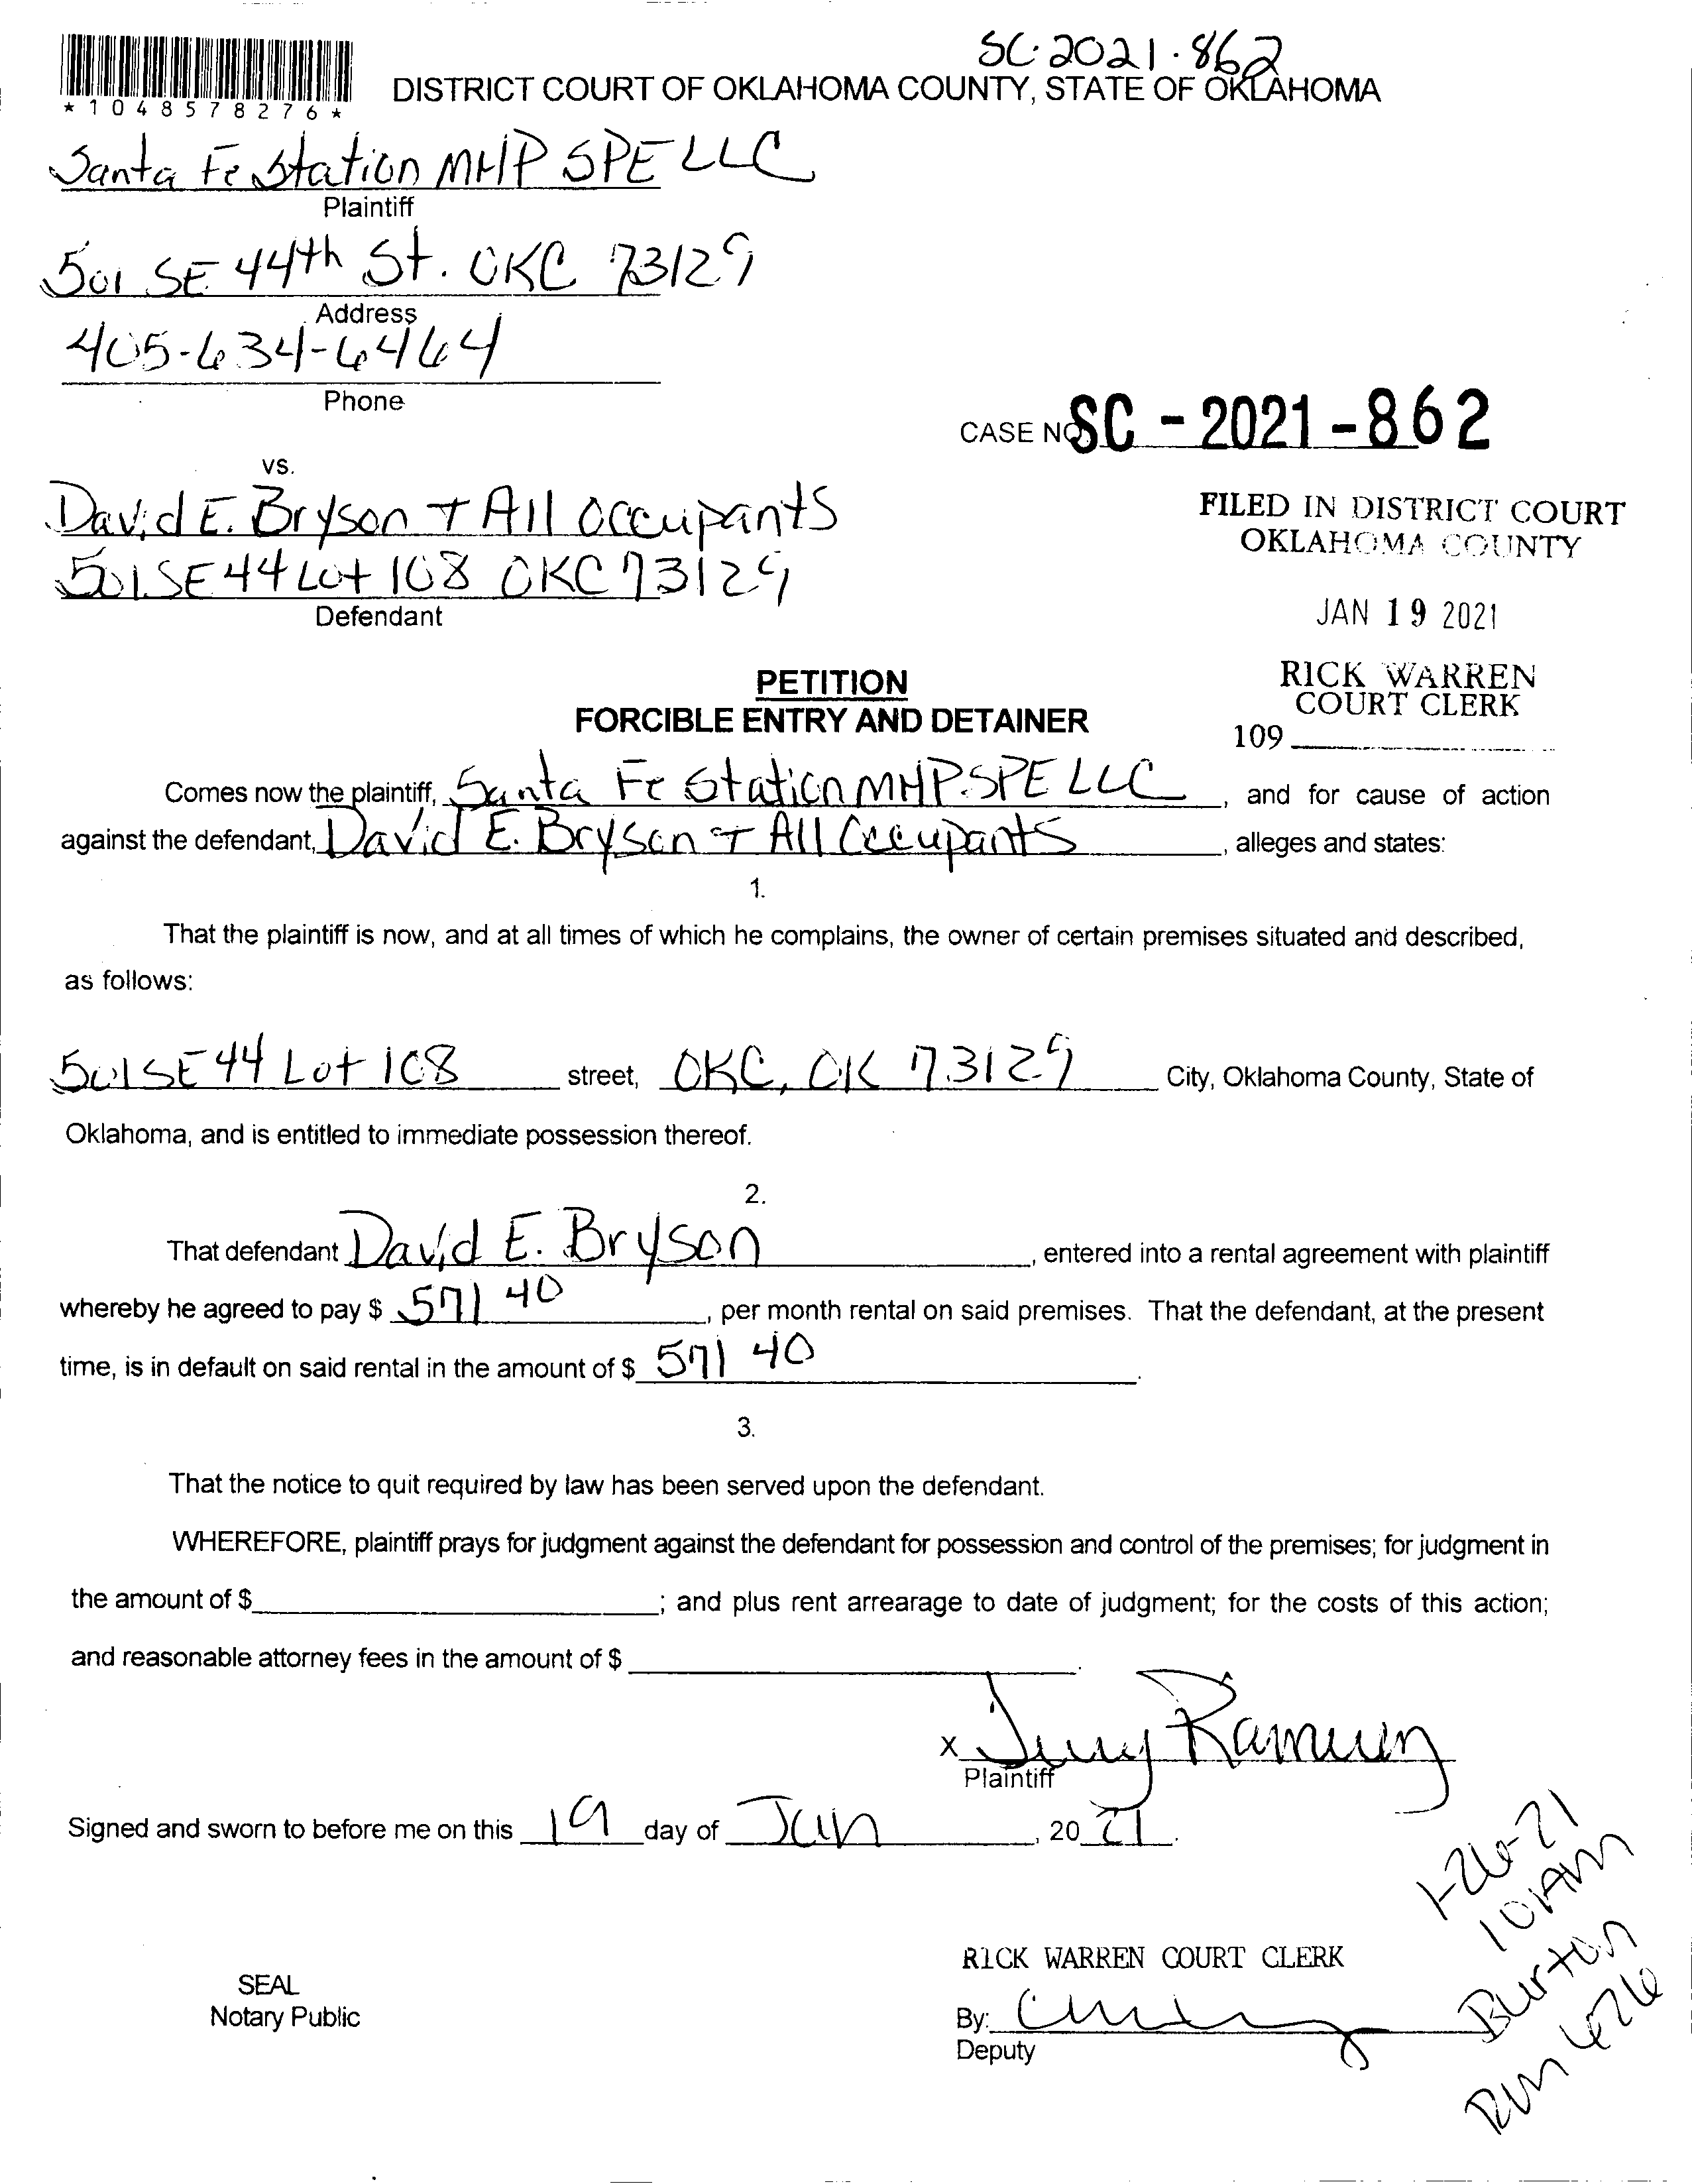 SC-2021-862
*1048578276*
DISTRICT COURT OF OKLAHOMA COUNTY, STATE OF OKLAHOMA
Santa Fe Station MHP SPE LLC
Plaintiff
501 SE 44th St. OKC 73129
Address
405-634-6464
Phone
CASE NO SC - 2021 - 862
vs.
David E. Bryson + All Occupants
501 SE 44 Lot 108 OKC 73129
Defendant
FILED IN DISTRICT COURT
OKLAHOMA COUNTY
JAN 19 2021
RICK WARREN
COURT CLERK
109
PETITION
FORCIBLE ENTRY AND DETAINER
Comes now the plaintiff, Santa Fe Station MHP SPE LLC, and for cause of action
against the defendant, David E. Bryson + All Occupants, alleges and states:
1.
That the plaintiff is now, and at all times of which he complains, the owner of certain premises situated and described,
as follows:
501 SE 44 Lot 108 street, OKC, OK 73129 City, Oklahoma County, State of
Oklahoma, and is entitled to immediate possession thereof.
2.
That defendant David E. Bryson, entered into a rental agreement with plaintiff
whereby he agreed to pay $ 571 40, per month rental on said premises. That the defendant, at the present
time, is in default on said rental in the amount of $ 571 40.
3.
That the notice to quit required by law has been served upon the defendant.
WHEREFORE, plaintiff prays for judgment against the defendant for possession and control of the premises; for judgment in
the amount of $ ; and plus rent arrearage to date of judgment; for the costs of this action;
and reasonable attorney fees in the amount of $ .
X
Plaintiff
Signed and sworn to before me on this 19 day of Jan, 20 21.
1-26-21
10 AM
Burton
Rm 626
RICK WARREN COURT CLERK
SEAL
Notary Public
By:
Deputy